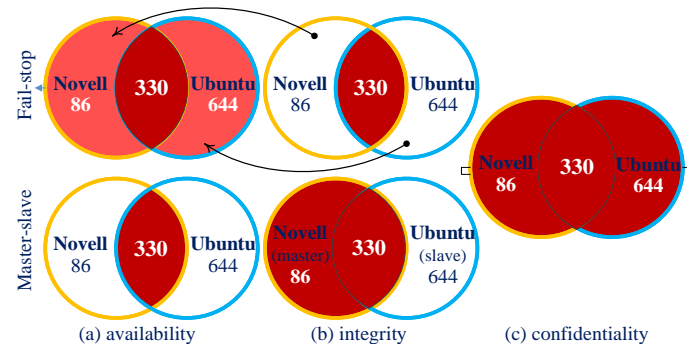 Fail-stop
Novell
86
330
Ubuntu
644
Novell
86
330
Ubuntu
644
Novell
86
330
Ubuntu
644
Master-slave
Novell
86
330
Ubuntu
644
Novell
(master)
86
330
Ubuntu
(slave)
644
(a) availability
(b) integrity
(c) confidentiality